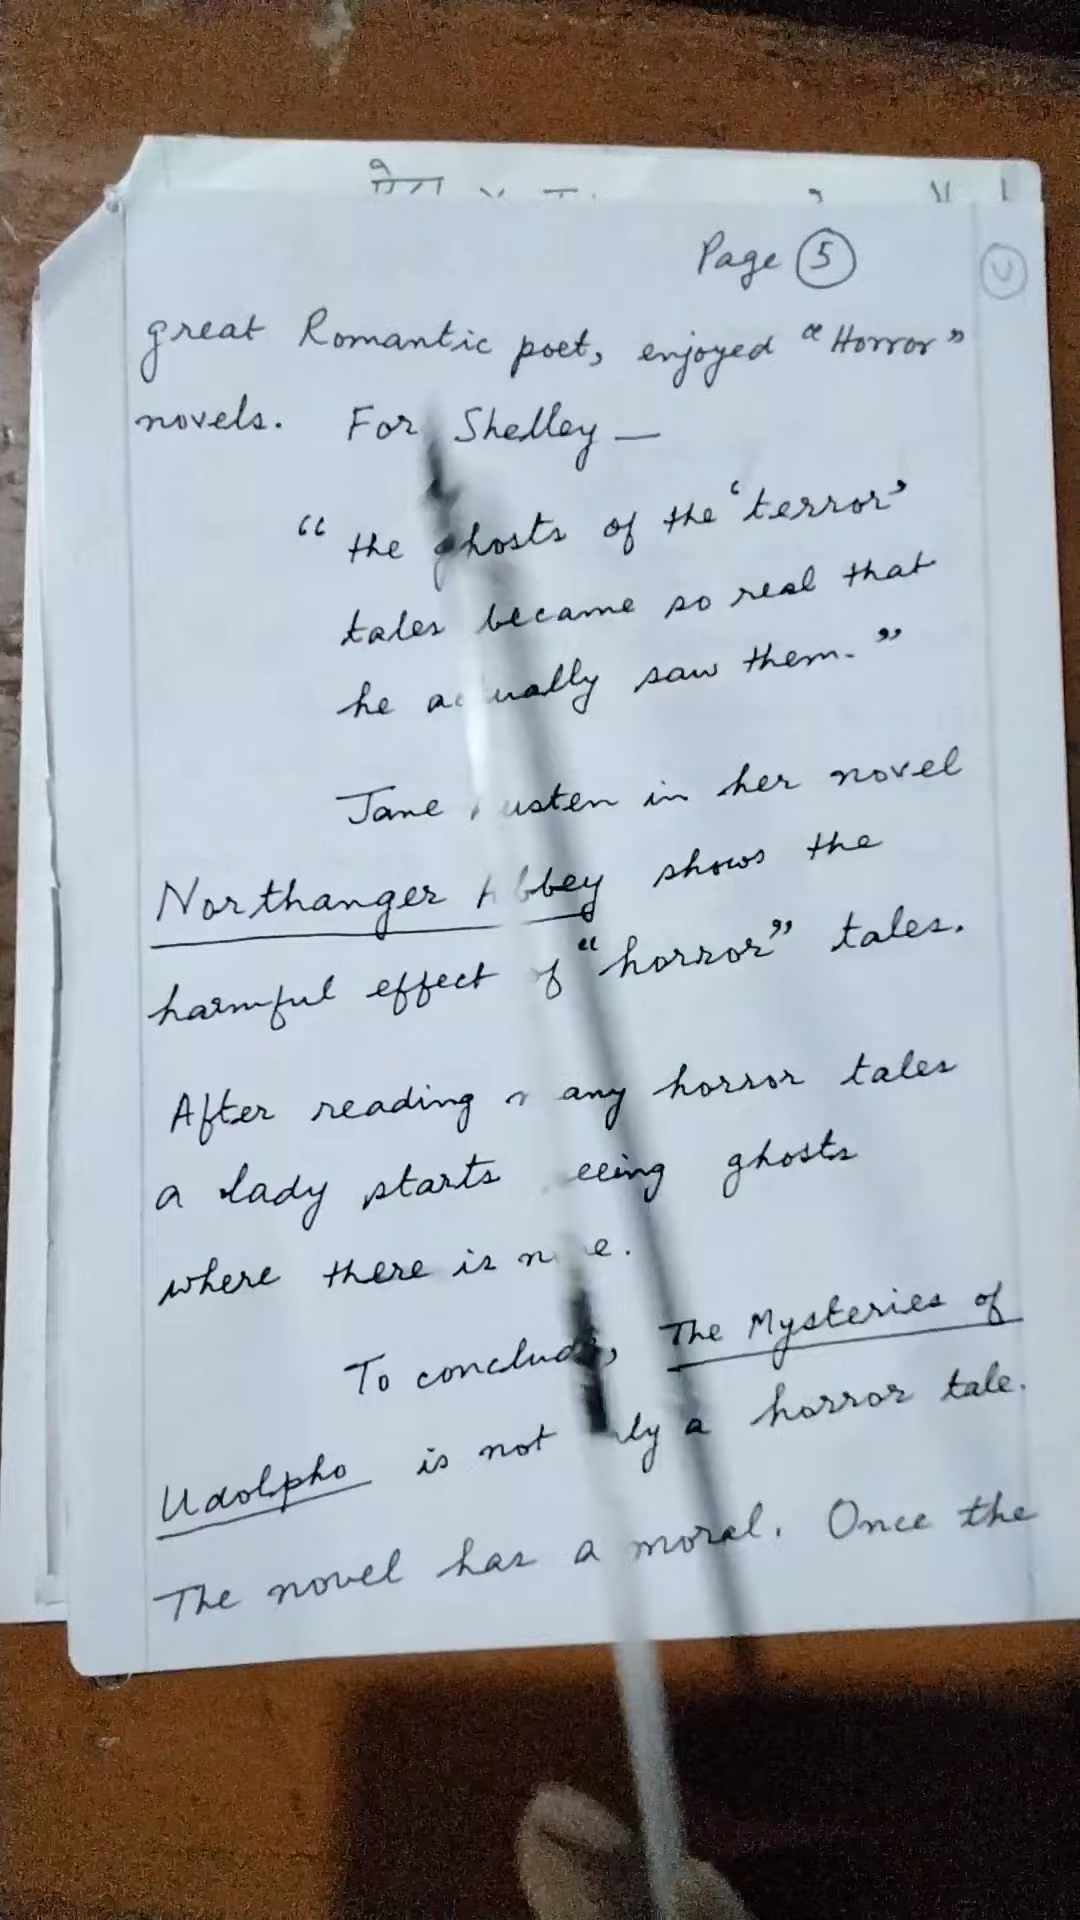 Page 5
great Romantic poet, enjoyed "Horror"
novels. For Shelley —
"the ghosts of the 'terror'
tales became so real that
he actually saw them."
Jane Austen in her novel
Northanger Abbey shows the
harmful effect of "horror" tales.
After reading many horror tales
a lady starts seeing ghosts
where there is none.
To conclude, The Mysteries of
Udolpho is not only a horror tale.
The novel has a moral. Once the